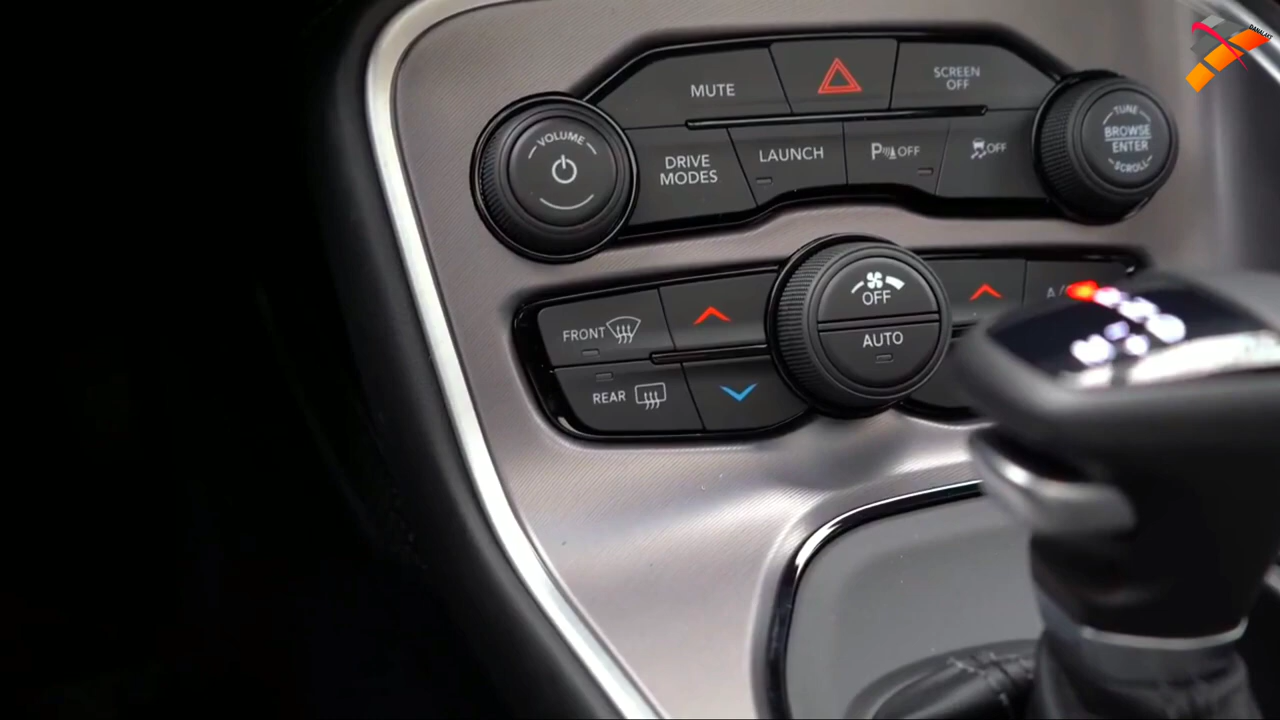 MUTE
SCREEN
OFF
VOLUME
DRIVE
MODES
LAUNCH
P OFF
OFF
TUNE
BROWSE
ENTER
SCROLL
FRONT
OFF
AUTO
A/
REAR